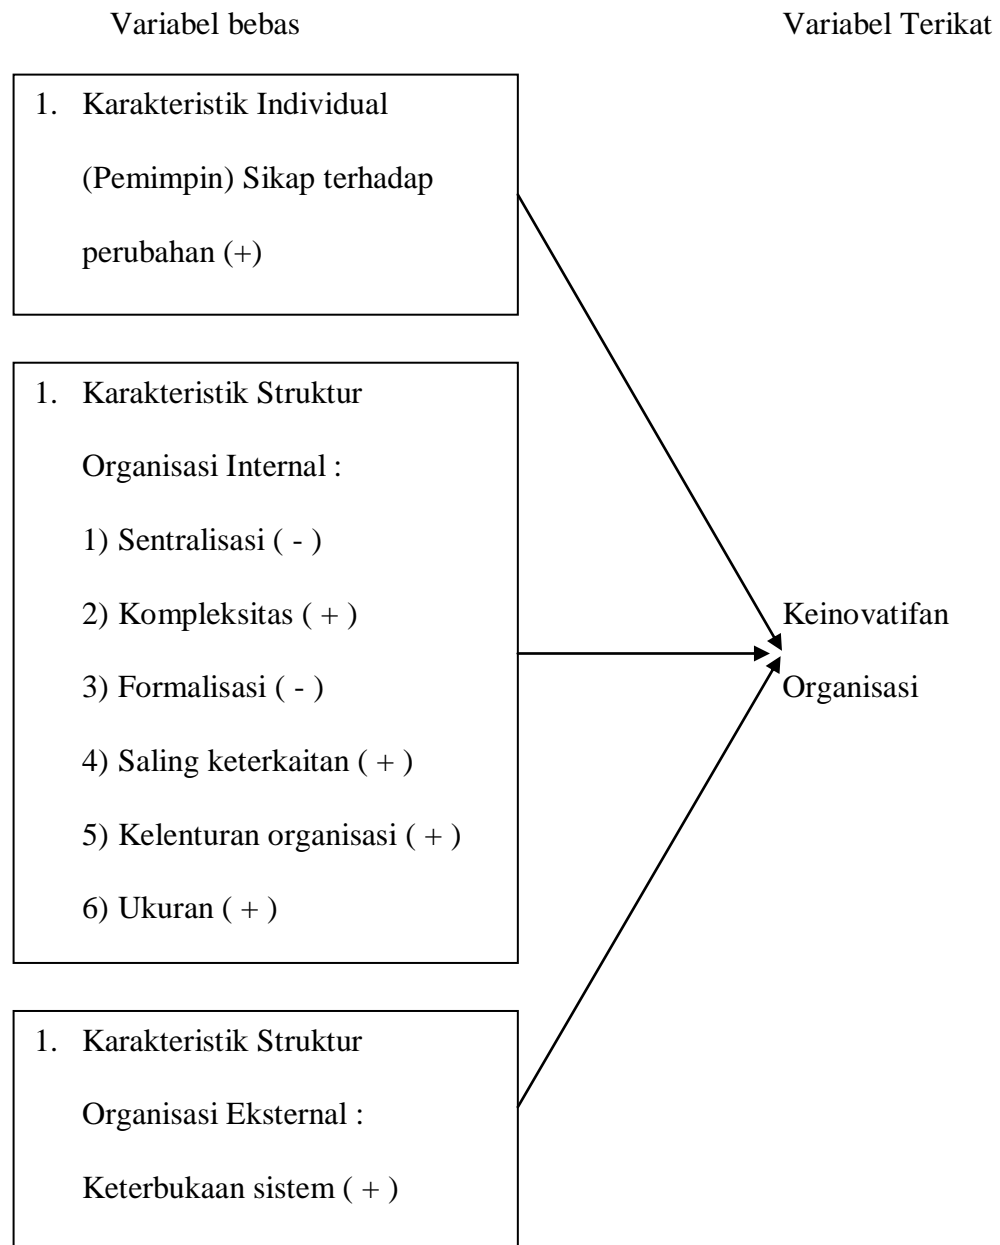 Variabel bebas
Variabel Terikat
1. Karakteristik Individual
(Pemimpin) Sikap terhadap
perubahan (+)
1. Karakteristik Struktur
Organisasi Internal :
1) Sentralisasi ( - )
2) Kompleksitas ( + )
3) Formalisasi ( - )
4) Saling keterkaitan ( + )
5) Kelenturan organisasi ( + )
6) Ukuran ( + )
Keinovatifan
Organisasi
1. Karakteristik Struktur
Organisasi Eksternal :
Keterbukaan sistem ( + )